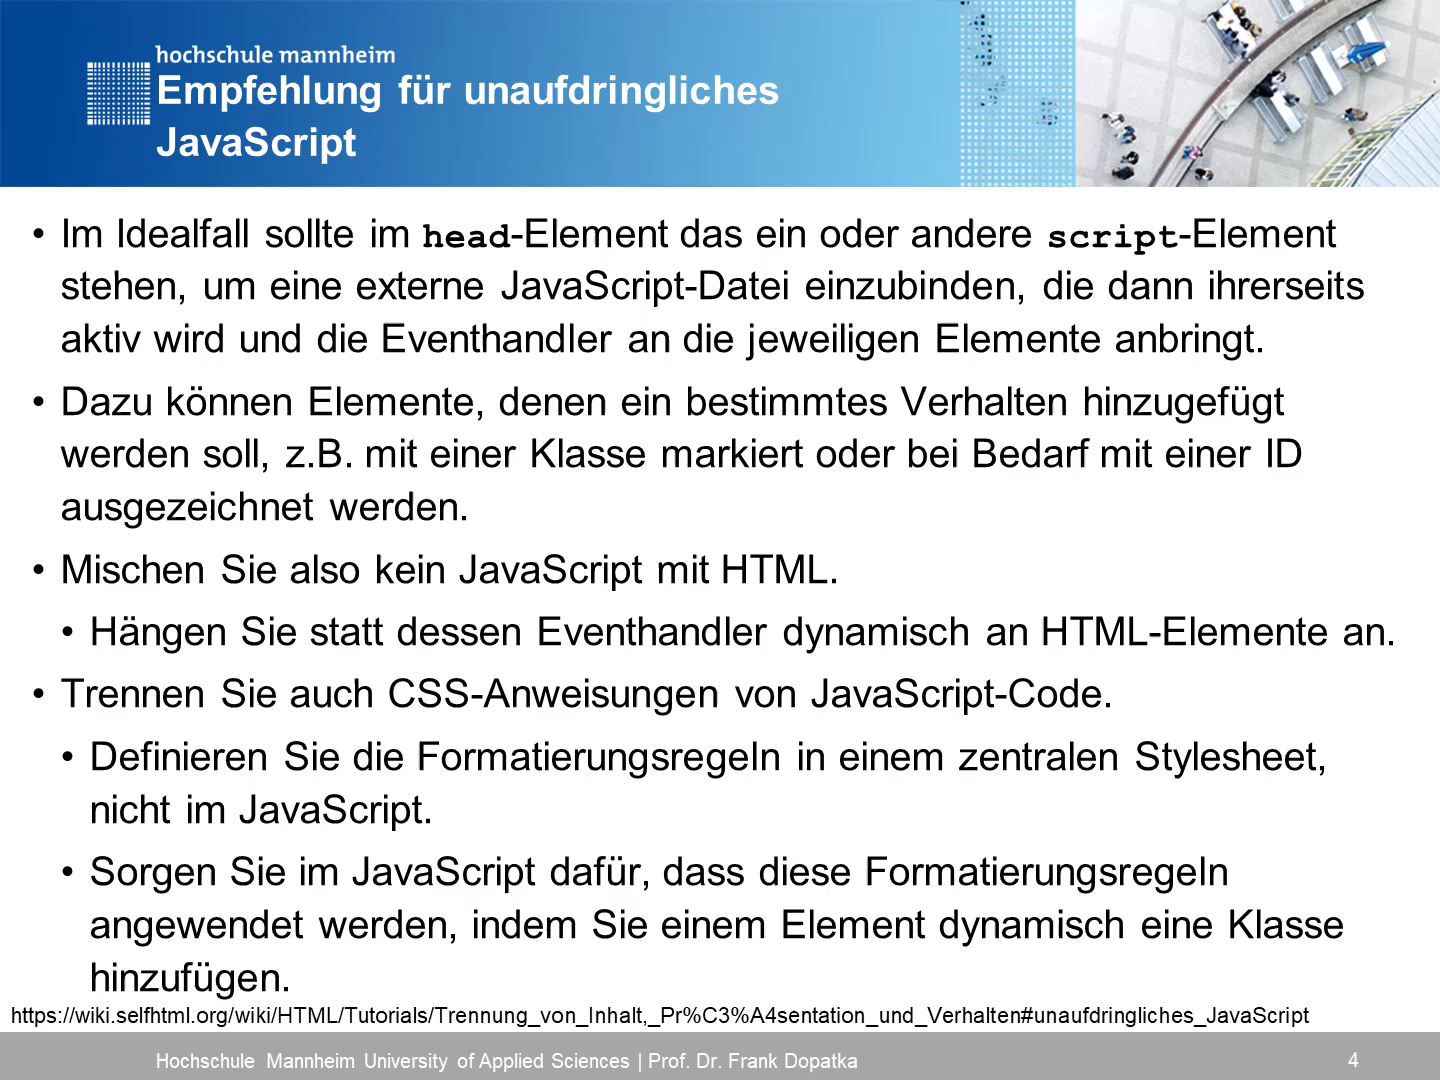 hochschule mannheim
Empfehlung für unaufdringliches
JavaScript
• Im Idealfall sollte im head-Element das ein oder andere script-Element
stehen, um eine externe JavaScript-Datei einzubinden, die dann ihrerseits
aktiv wird und die Eventhandler an die jeweiligen Elemente anbringt.
• Dazu können Elemente, denen ein bestimmtes Verhalten hinzugefügt
werden soll, z.B. mit einer Klasse markiert oder bei Bedarf mit einer ID
ausgezeichnet werden.
• Mischen Sie also kein JavaScript mit HTML.
• Hängen Sie statt dessen Eventhandler dynamisch an HTML-Elemente an.
• Trennen Sie auch CSS-Anweisungen von JavaScript-Code.
• Definieren Sie die Formatierungsregeln in einem zentralen Stylesheet,
nicht im JavaScript.
• Sorgen Sie im JavaScript dafür, dass diese Formatierungsregeln
angewendet werden, indem Sie einem Element dynamisch eine Klasse
hinzufügen.
https://wiki.selfhtml.org/wiki/HTML/Tutorials/Trennung_von_Inhalt,_Pr%C3%A4sentation_und_Verhalten#unaufdringliches_JavaScript
Hochschule Mannheim University of Applied Sciences | Prof. Dr. Frank Dopatka
4